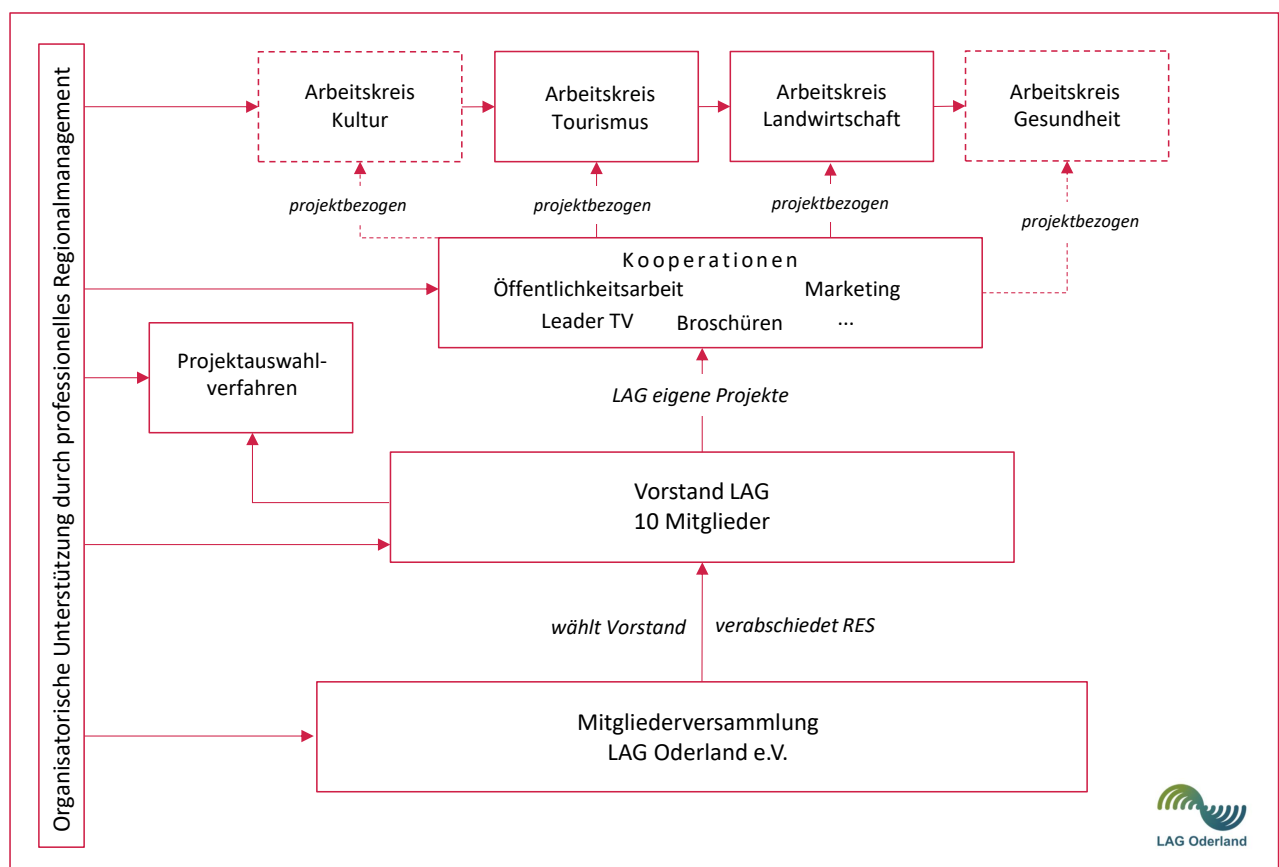 Organisatorische Unterstützung durch professionelles Regionalmanagement
Arbeitskreis
Kultur
Arbeitskreis
Tourismus
Arbeitskreis
Landwirtschaft
Arbeitskreis
Gesundheit
projektbezogen
projektbezogen
projektbezogen
projektbezogen
Kooperationen
Öffentlichkeitsarbeit
Marketing
Leader TV
Broschüren
...
Projektauswahl-
verfahren
LAG eigene Projekte
Vorstand LAG
10 Mitglieder
wählt Vorstand
verabschiedet RES
Mitgliederversammlung
LAG Oderland e.V.
LAG Oderland